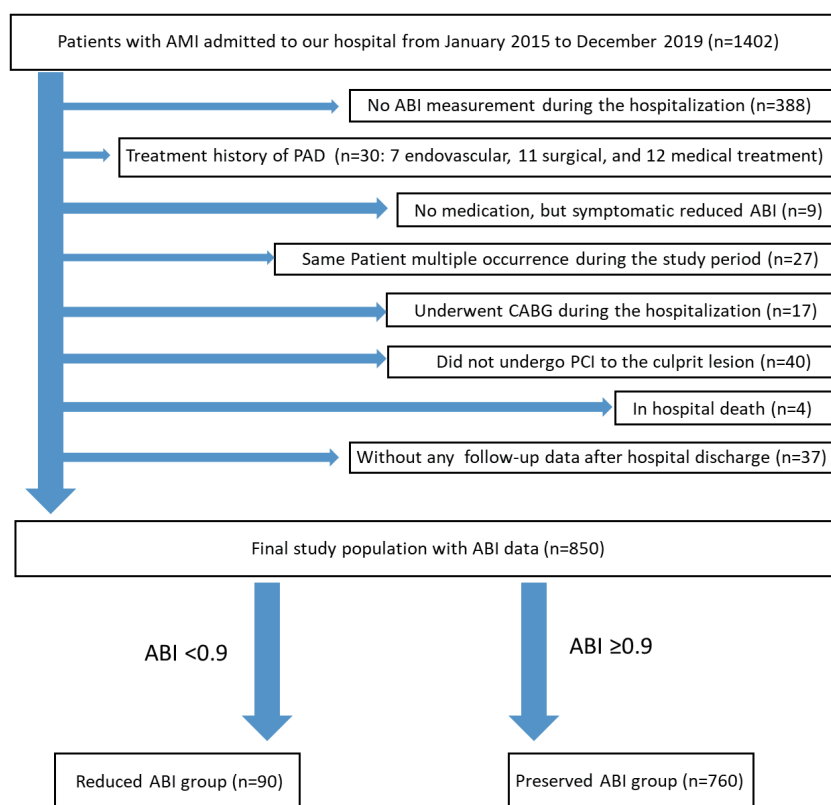 Patients with AMI admitted to our hospital from January 2015 to December 2019 (n=1402)
No ABI measurement during the hospitalization (n=388)
Treatment history of PAD (n=30: 7 endovascular, 11 surgical, and 12 medical treatment)
No medication, but symptomatic reduced ABI (n=9)
Same Patient multiple occurrence during the study period (n=27)
Underwent CABG during the hospitalization (n=17)
Did not undergo PCI to the culprit lesion (n=40)
In hospital death (n=4)
Without any follow-up data after hospital discharge (n=37)
Final study population with ABI data (n=850)
ABI <0.9
ABI ≥0.9
Reduced ABI group (n=90)
Preserved ABI group (n=760)